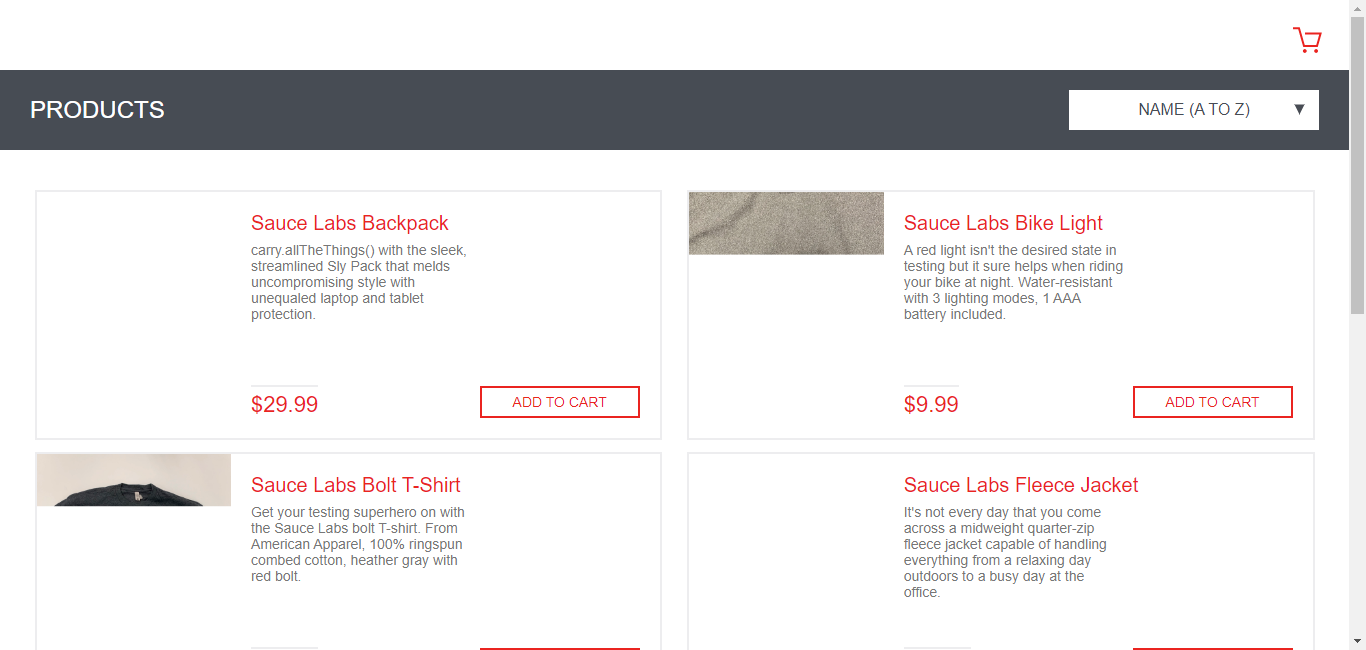 PRODUCTS
NAME (A TO Z) ▼
Sauce Labs Backpack
carry.allTheThings() with the sleek,
streamlined Sly Pack that melds
uncompromising style with
unequaled laptop and tablet
protection.
$29.99
ADD TO CART
Sauce Labs Bike Light
A red light isn't the desired state in
testing but it sure helps when riding
your bike at night. Water-resistant
with 3 lighting modes, 1 AAA
battery included.
$9.99
ADD TO CART
Sauce Labs Bolt T-Shirt
Get your testing superhero on with
the Sauce Labs bolt T-shirt. From
American Apparel, 100% ringspun
combed cotton, heather gray with
red bolt.
Sauce Labs Fleece Jacket
It's not every day that you come
across a midweight quarter-zip
fleece jacket capable of handling
everything from a relaxing day
outdoors to a busy day at the
office.